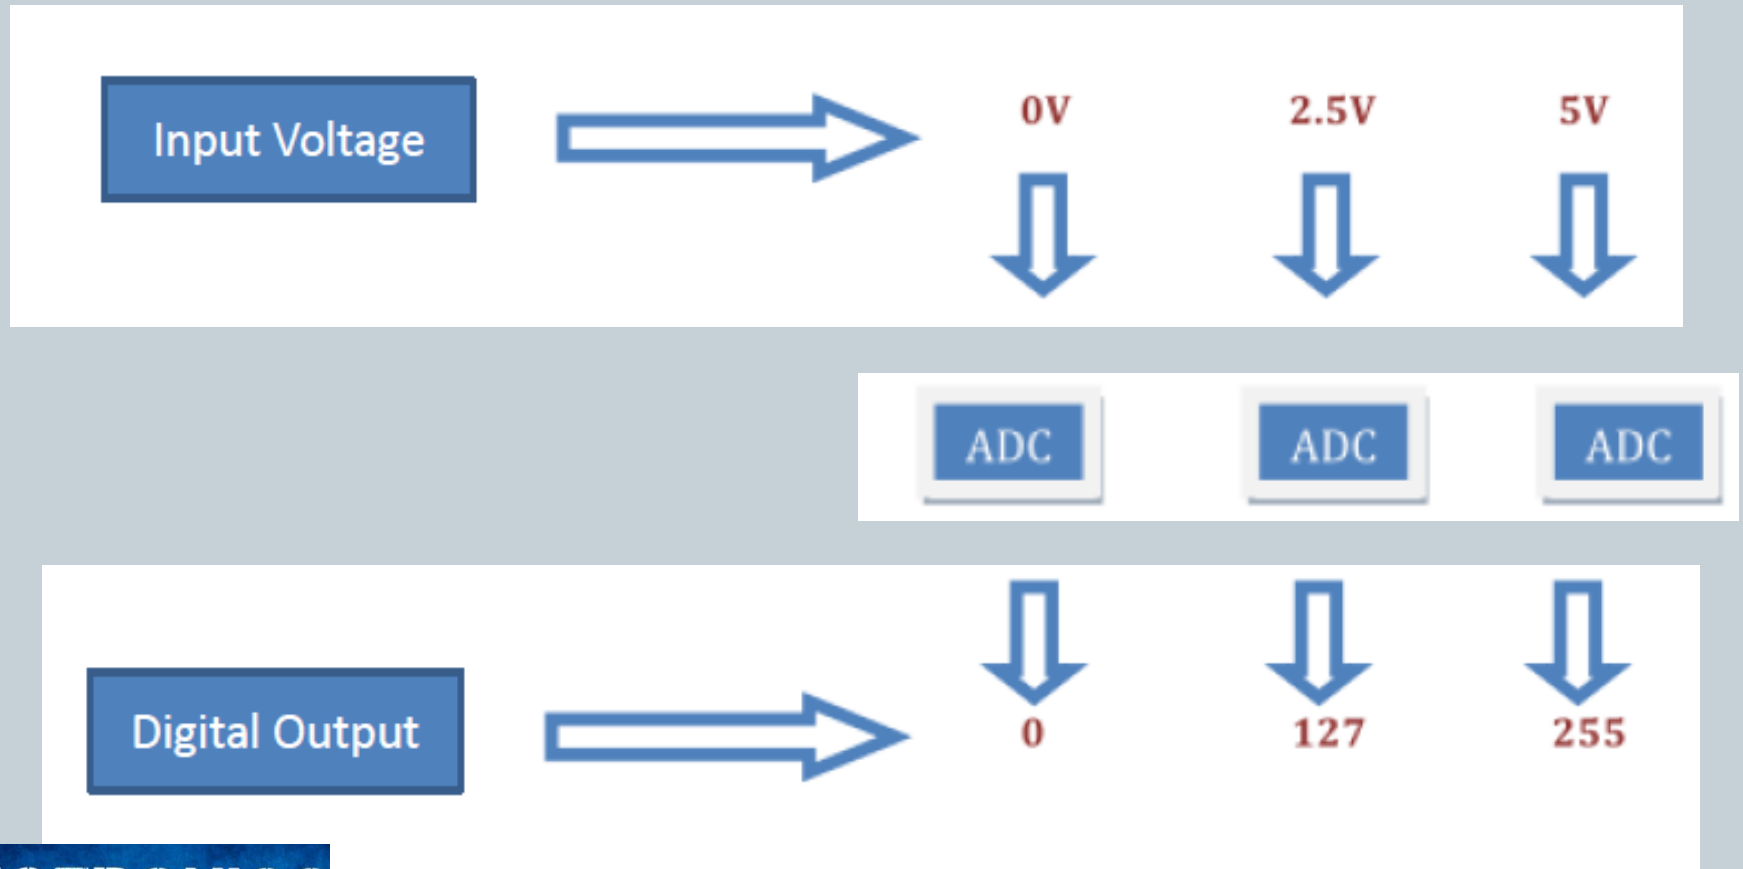 Input Voltage
0V 2.5V 5V
ADC ADC ADC
Digital Output
0 127 255